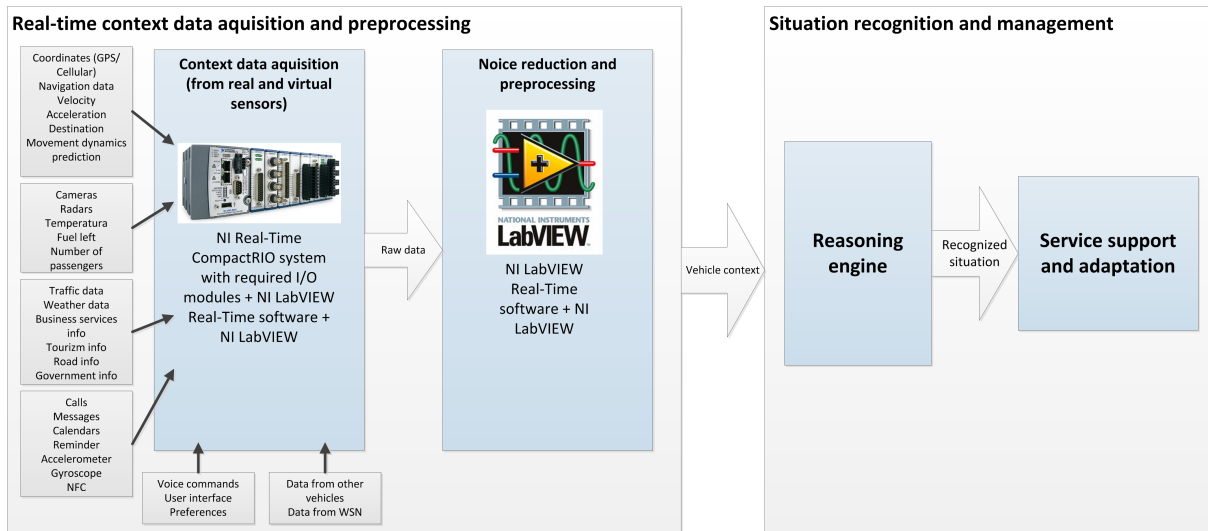 Real-time context data aquisition and preprocessing
Coordinates (GPS/
Cellular)
Navigation data
Velocity
Acceleration
Destination
Movement dynamics
prediction
Cameras
Radars
Temperatura
Fuel left
Number of
passengers
Traffic data
Weather data
Business services
info
Tourizm info
Road info
Government info
Calls
Messages
Calendars
Reminder
Accelerometer
Gyroscope
NFC
Context data aquisition
(from real and virtual
sensors)
NI Real-Time
CompactRIO system
with required I/O
modules + NI LabVIEW
Real-Time software +
NI LabVIEW
Voice commands
User interface
Preferences
Data from other
vehicles
Data from WSN
Raw data
Noice reduction and
preprocessing
NATIONAL INSTRUMENTS
LabVIEW
NI LabVIEW
Real-Time
software + NI
LabVIEW
Vehicle context
Situation recognition and management
Reasoning
engine
Recognized
situation
Service support
and adaptation